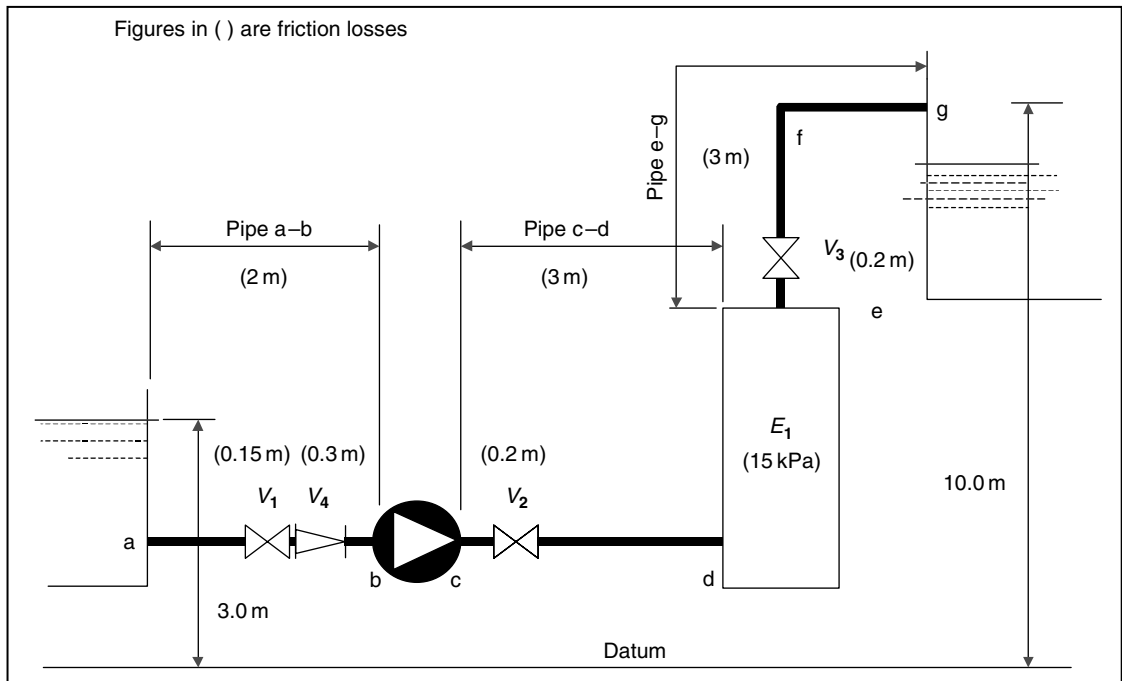 Figures in ( ) are friction losses
Pipe e–g
g
f
(3 m)
Pipe a–b
Pipe c–d
V3 (0.2 m)
(2 m)
(3 m)
e
E1
(15 kPa)
(0.15 m) (0.3 m)
(0.2 m)
10.0 m
V1
V4
V2
a
b
c
d
3.0 m
Datum